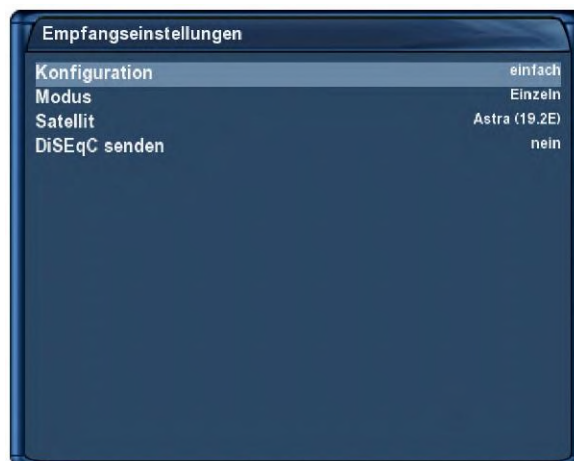 Empfangseinstellungen
Konfiguration einfach
Modus Einzeln
Satellit Astra (19.2E)
DiSEqC senden nein